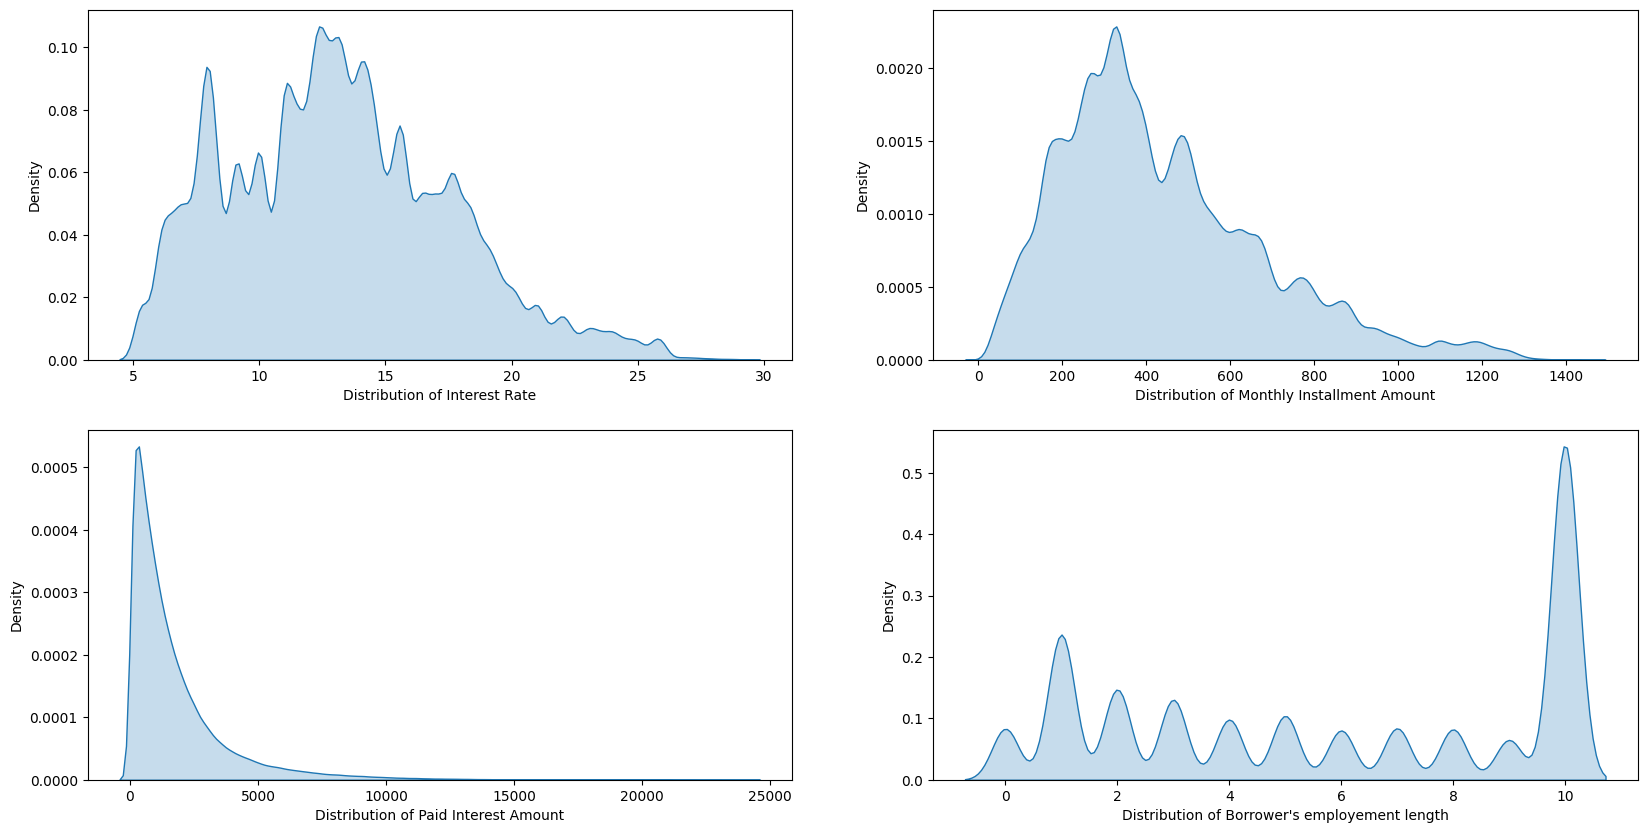 0.10
0.08
0.06
0.04
0.02
0.00
Density
5 10 15 20 25 30
Distribution of Interest Rate
0.0020
0.0015
0.0010
0.0005
0.0000
Density
0 200 400 600 800 1000 1200 1400
Distribution of Monthly Installment Amount
0.0005
0.0004
0.0003
0.0002
0.0001
0.0000
Density
0 5000 10000 15000 20000 25000
Distribution of Paid Interest Amount
0.5
0.4
0.3
0.2
0.1
0.0
Density
0 2 4 6 8 10
Distribution of Borrower's employement length